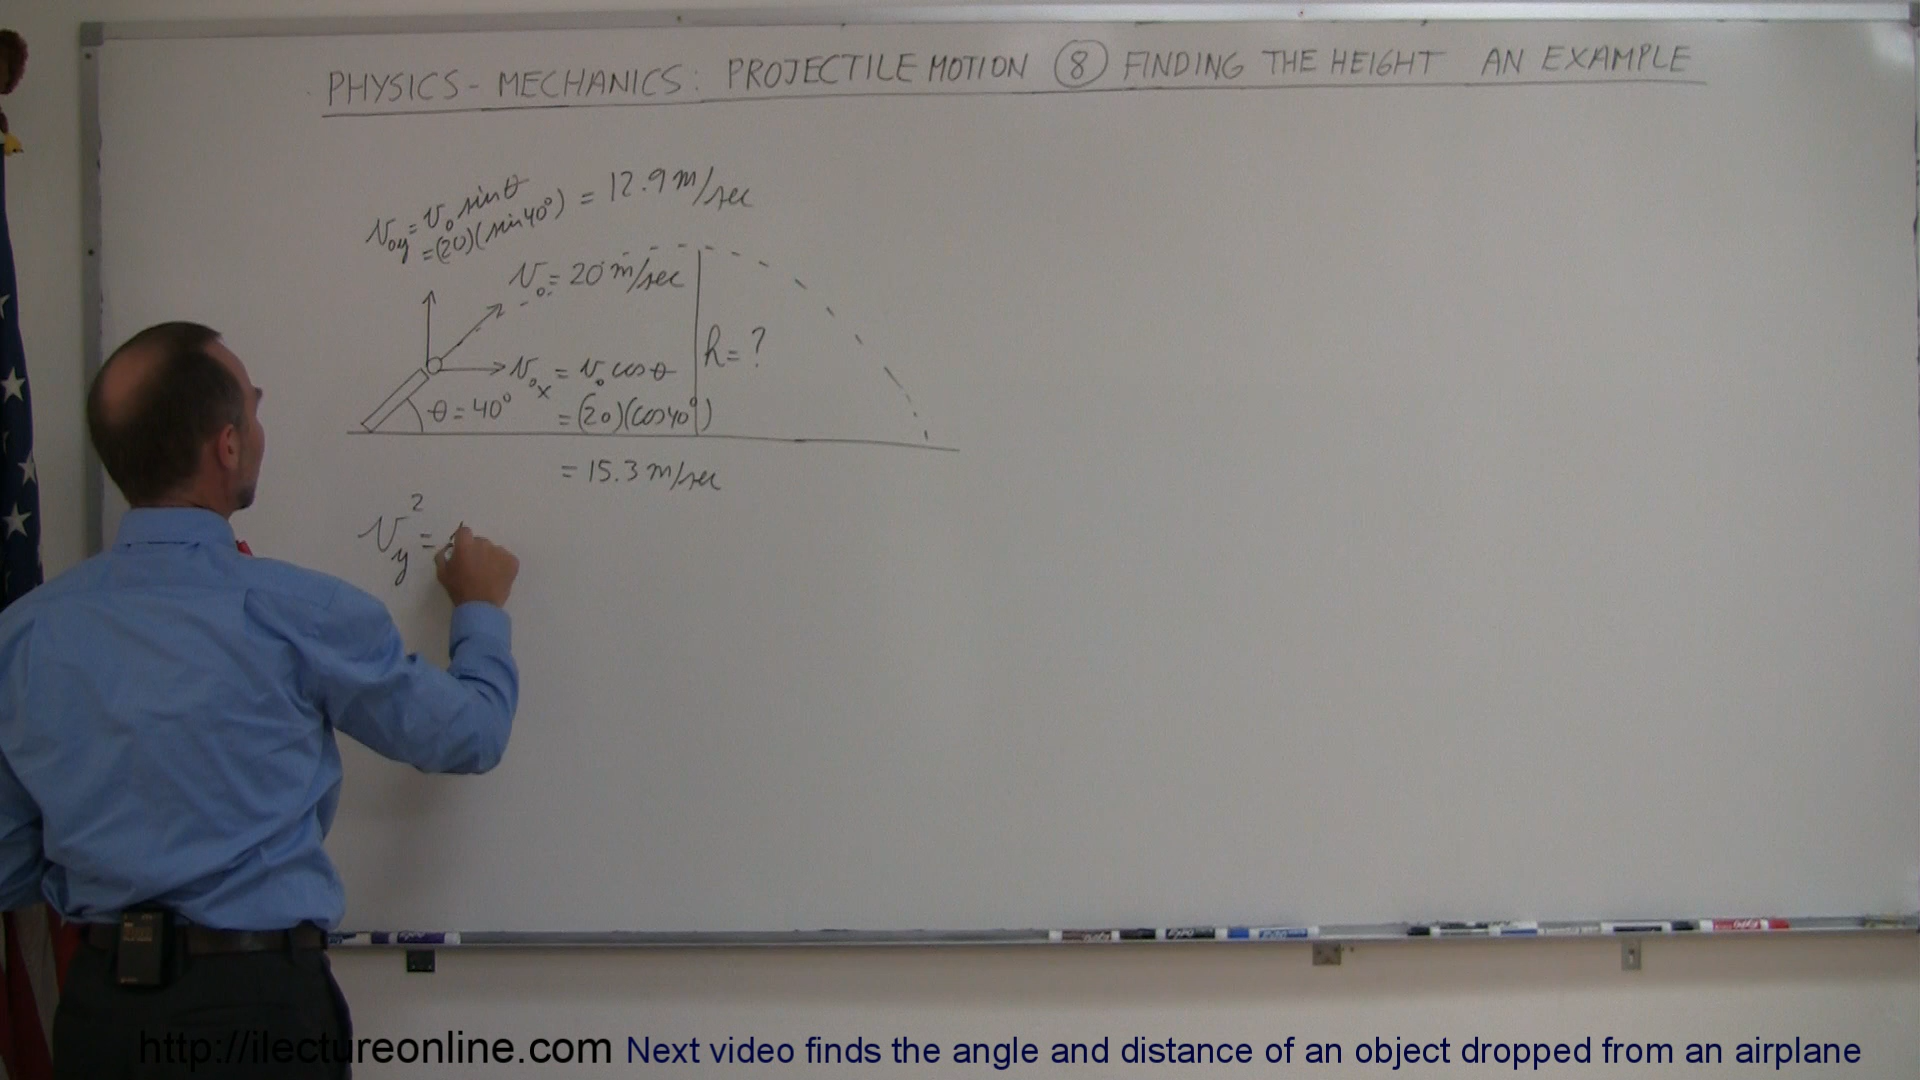 PHYSICS - MECHANICS: PROJECTILE MOTION 8 FINDING THE HEIGHT AN EXAMPLE
v₀y = v₀ sinθ
= (20)(sin40°) = 12.9 m/sec
v₀ = 20 m/sec
h = ?
v₀x = v₀ cosθ
θ = 40°
= (20)(cos40°)
= 15.3 m/sec
vy² =
http://ilectureonline.com Next video finds the angle and distance of an object dropped from an airplane